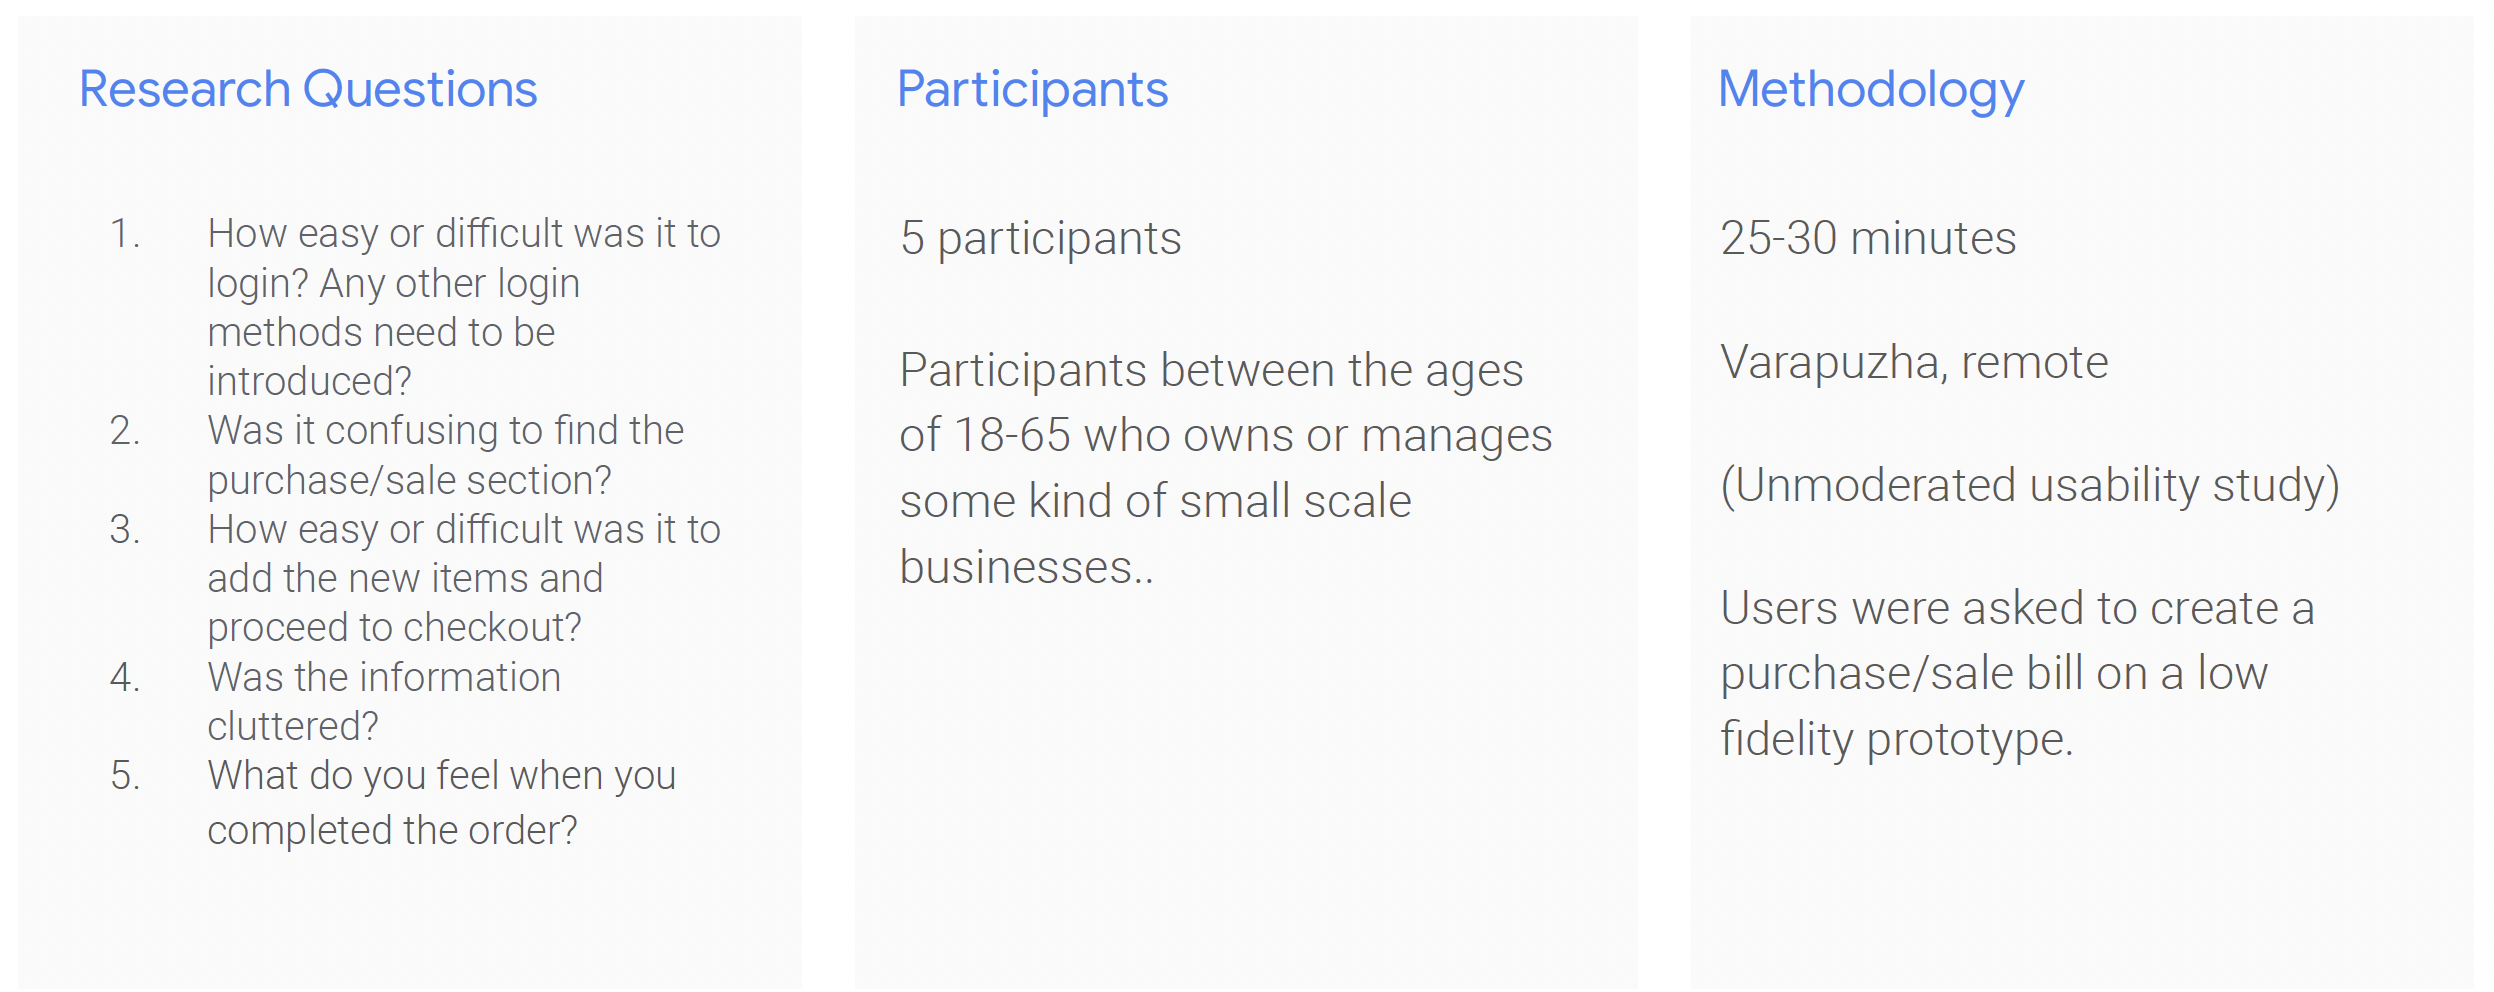 Research Questions
1. How easy or difficult was it to
login? Any other login
methods need to be
introduced?
2. Was it confusing to find the
purchase/sale section?
3. How easy or difficult was it to
add the new items and
proceed to checkout?
4. Was the information
cluttered?
5. What do you feel when you
completed the order?
Participants
5 participants
Participants between the ages
of 18-65 who owns or manages
some kind of small scale
businesses..
Methodology
25-30 minutes
Varapuzha, remote
(Unmoderated usability study)
Users were asked to create a
purchase/sale bill on a low
fidelity prototype.